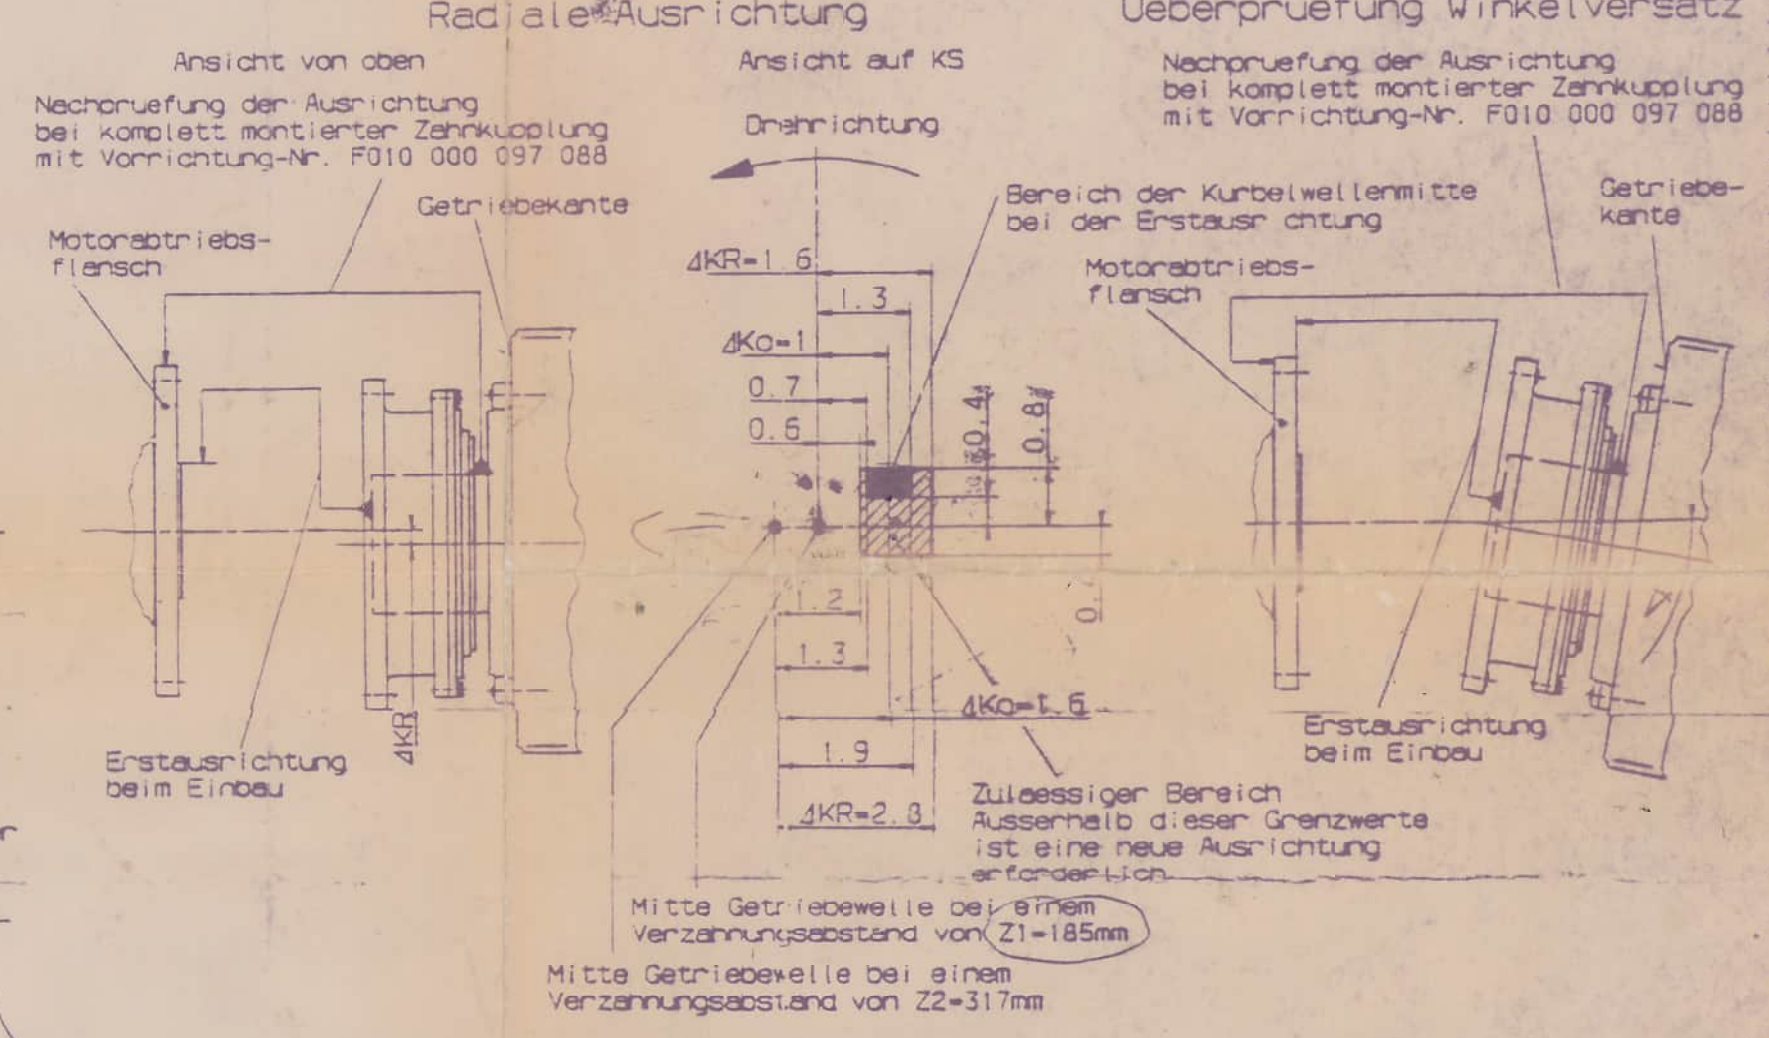 Radiale Ausrichtung
Ansicht von oben
Nachpruefung der Ausrichtung
bei komplett montierter Zahnkupplung
mit Vorrichtung-Nr. F010 000 097 088
Getriebekante
Motorabtriebs-
flansch
ΔKR
Erstausrichtung
beim Einbau
Ansicht auf KS
Drehrichtung
Bereich der Kurbelwellenmitte
bei der Erstausr chtung
ΔKR=1.6
1.3
ΔKo=1
0.7
0.6
0.4
0.8
1.2
1.3
ΔKo=1.6
1.9
ΔKR=2.8
Zulaessiger Bereich
Ausserhalb dieser Grenzwerte
ist eine neue Ausrichtung
erforderlich
Mitte Getriebewelle bei einem
Verzahnungsabstand von Z1=185mm
Mitte Getriebewelle bei einem
Verzahnungsabstand von Z2=317mm
Ueberpruefung Winkelversatz
Nachpruefung der Ausrichtung
bei komplett montierter Zahnkupplung
mit Vorrichtung-Nr. F010 000 097 088
Getriebe-
kante
Motorabtriebs-
flansch
Erstausrichtung
beim Einbau